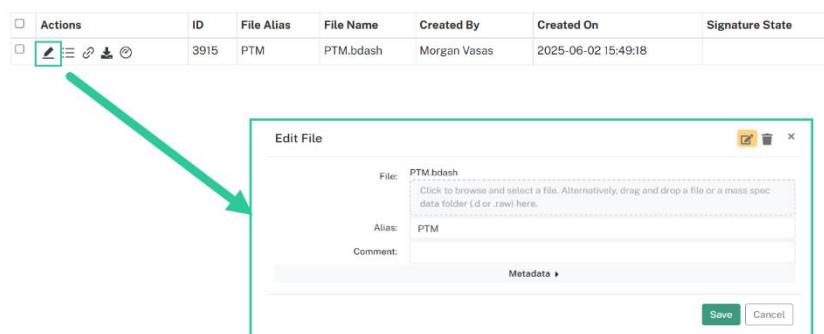 Actions ID File Alias File Name Created By Created On Signature State
3915 PTM PTM.bdash Morgan Vasas 2025-06-02 15:49:18
Edit File ×
File: PTM.bdash
Click to browse and select a file. Alternatively, drag and drop a file or a mass spec
data folder (.d or .raw) here.
Alias: PTM
Comment:
Metadata ▸
Save Cancel